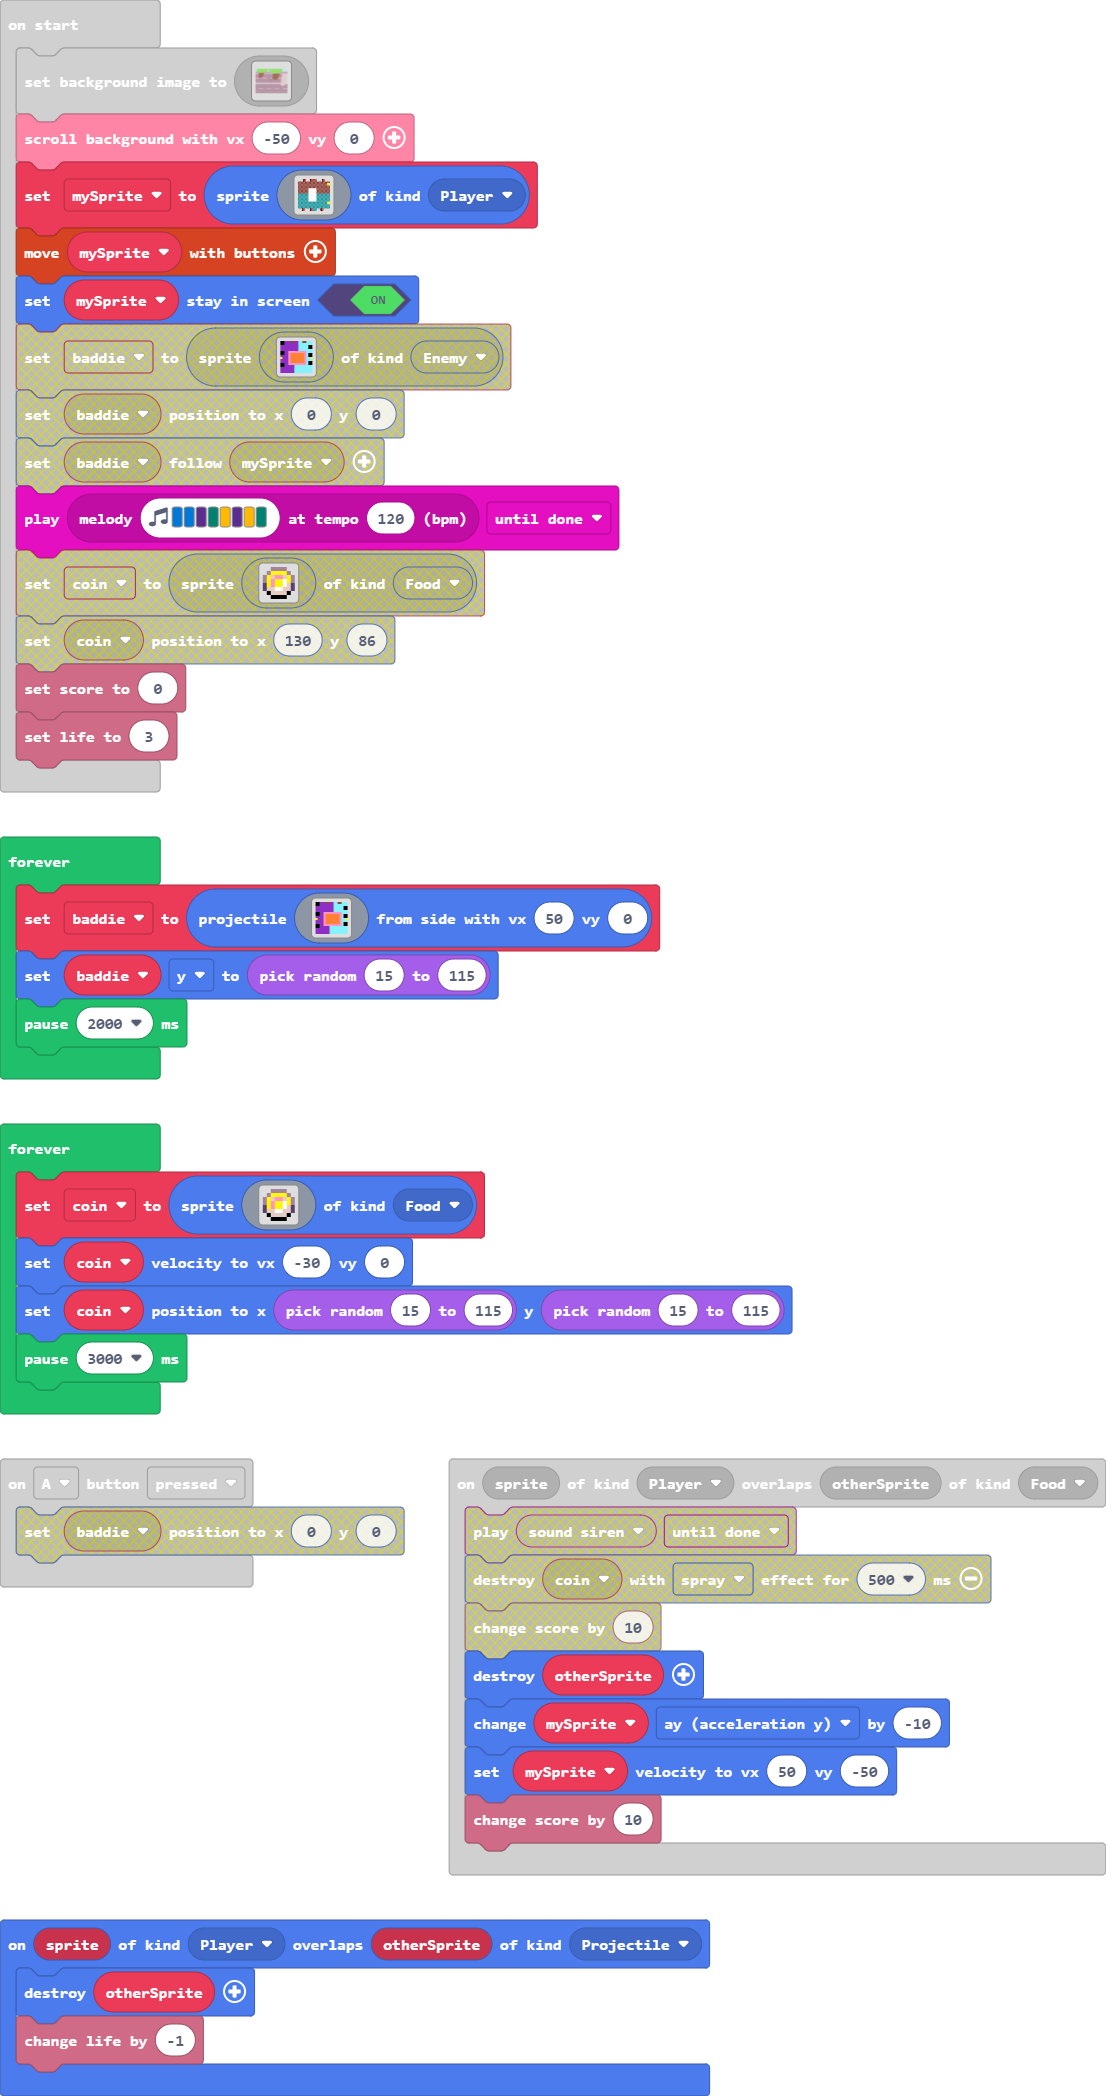 on start
set background image to
scroll background with vx -50 vy 0
set mySprite to sprite of kind Player
move mySprite with buttons
set mySprite stay in screen ON
set baddie to sprite of kind Enemy
set baddie position to x 0 y 0
set baddie follow mySprite
play melody at tempo 120 (bpm) until done
set coin to sprite of kind Food
set coin position to x 130 y 86
set score to 0
set life to 3
forever
set baddie to projectile from side with vx 50 vy 0
set baddie y to pick random 15 to 115
pause 2000 ms
forever
set coin to sprite of kind Food
set coin velocity to vx -30 vy 0
set coin position to x pick random 15 to 115 y pick random 15 to 115
pause 3000 ms
on A button pressed
set baddie position to x 0 y 0
on sprite of kind Player overlaps otherSprite of kind Food
play sound siren until done
destroy coin with spray effect for 500 ms
change score by 10
destroy otherSprite
change mySprite ay (acceleration y) by -10
set mySprite velocity to vx 50 vy -50
change score by 10
on sprite of kind Player overlaps otherSprite of kind Projectile
destroy otherSprite
change life by -1